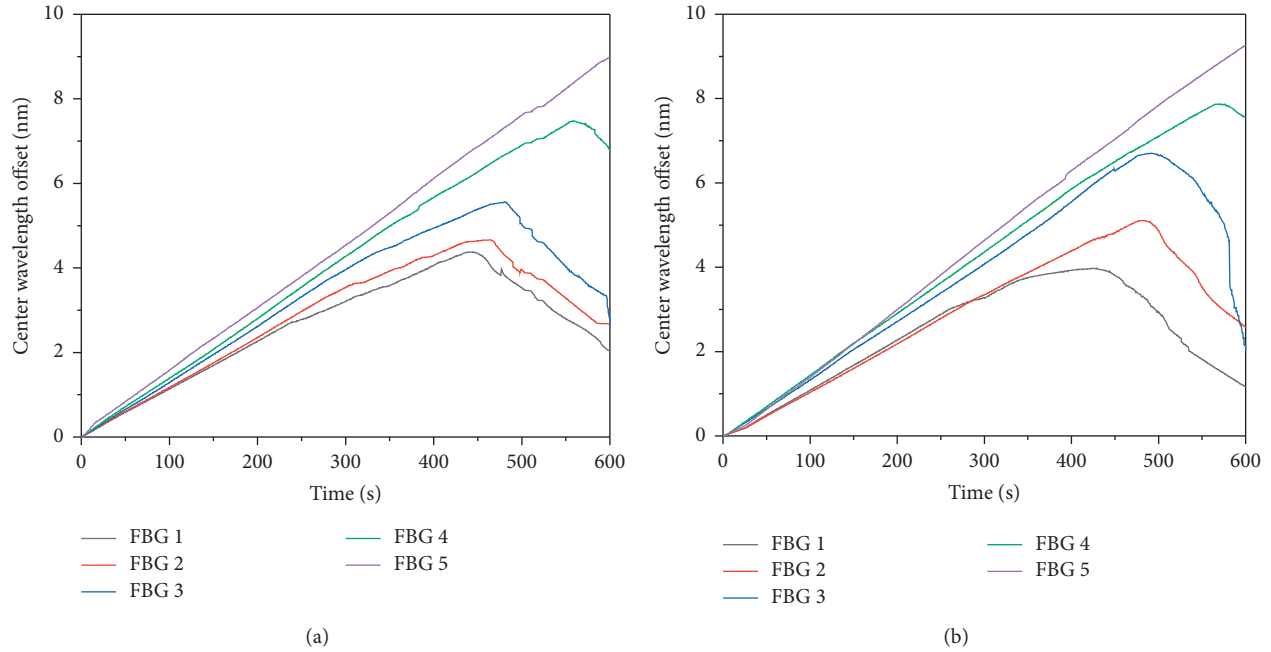 10
8
6
4
2
0
Center wavelength offset (nm)
0 100 200 300 400 500 600
Time (s)
FBG 1
FBG 2
FBG 3
FBG 4
FBG 5
(a)
10
8
6
4
2
0
Center wavelength offset (nm)
0 100 200 300 400 500 600
Time (s)
FBG 1
FBG 2
FBG 3
FBG 4
FBG 5
(b)